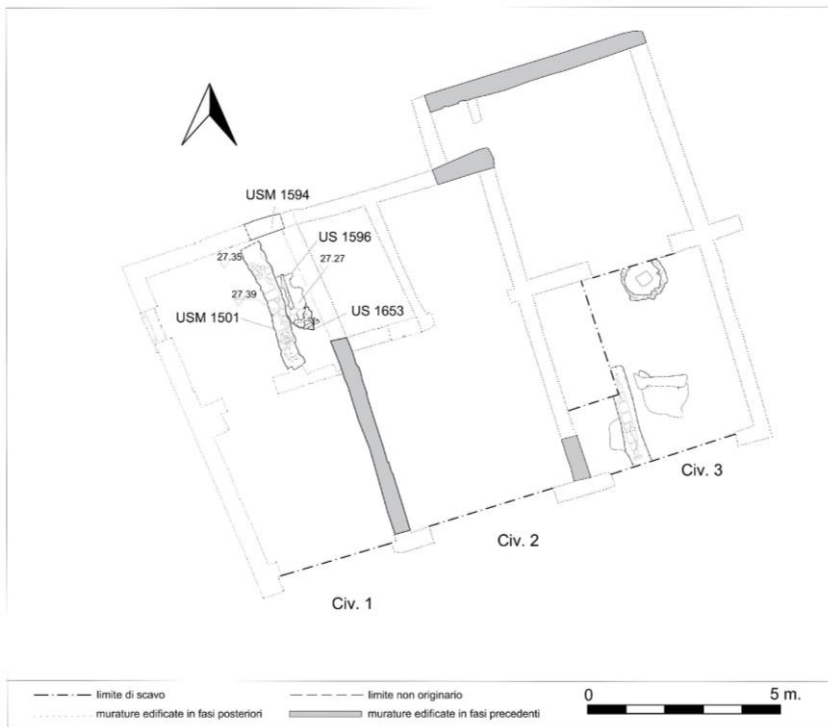 USM 1594
US 1596
27.35
27.27
27.39
USM 1501
US 1653
Civ. 3
Civ. 2
Civ. 1
limite di scavo
limite non originario
0 5 m.
murature edificate in fasi posteriori
murature edificate in fasi precedenti